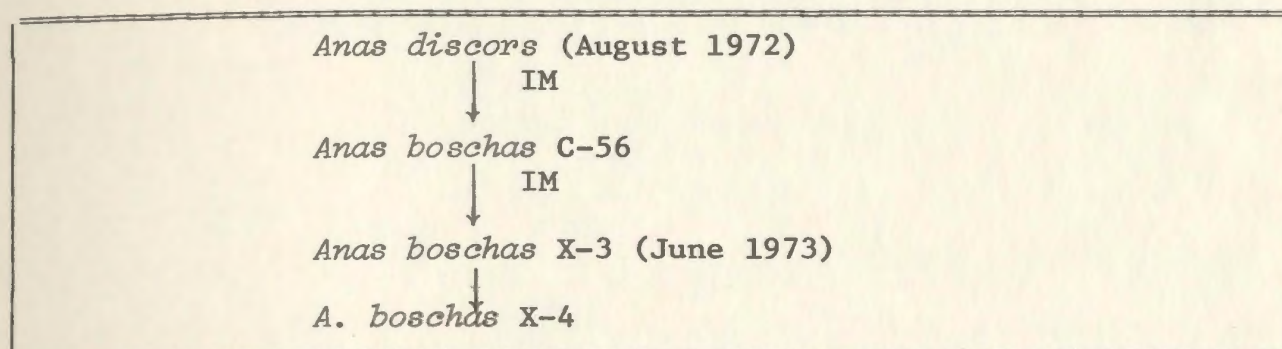 Anas discors (August 1972)
IM
Anas boschas C-56
IM
Anas boschas X-3 (June 1973)
A. boschas X-4